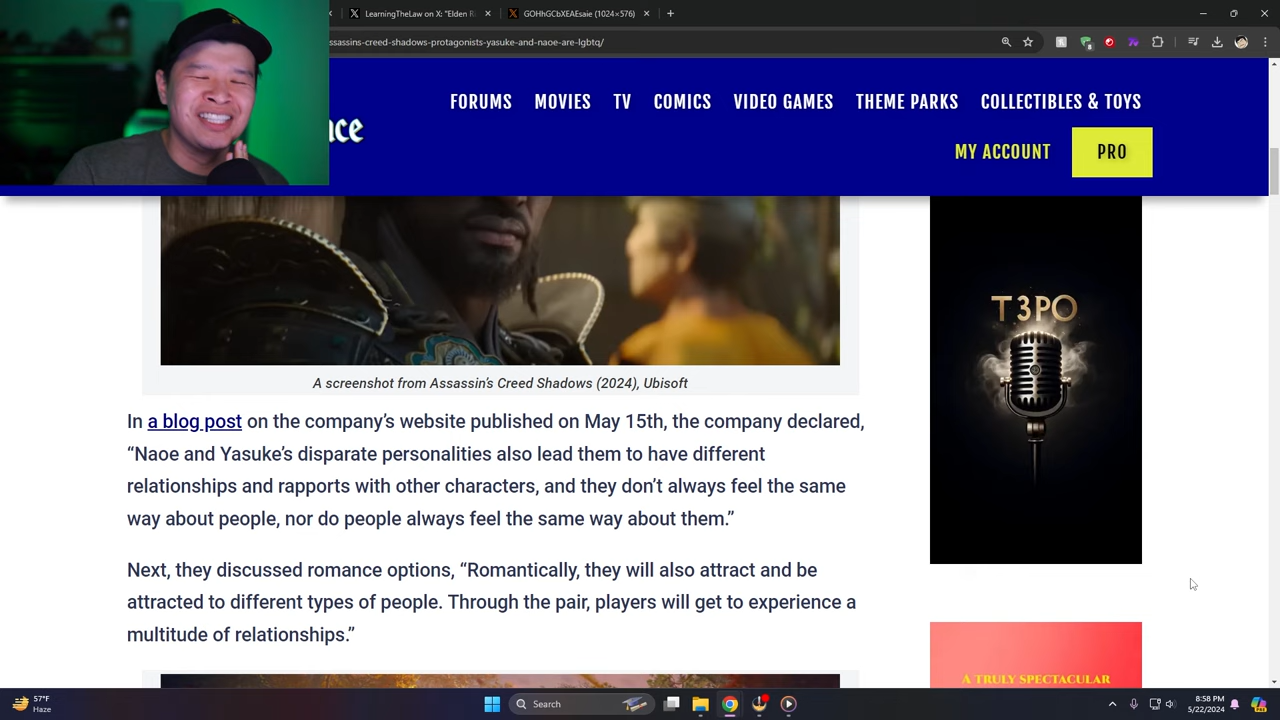 LearningTheLaw on X: "Elden R
GOHhGCbXEAEsaie (1024×576)
assins-creed-shadows-protagonists-yasuke-and-naoe-are-lgbtq/
FORUMS MOVIES TV COMICS VIDEO GAMES THEME PARKS COLLECTIBLES & TOYS
MY ACCOUNT PRO
T3PO
A screenshot from Assassin's Creed Shadows (2024), Ubisoft
In a blog post on the company's website published on May 15th, the company declared,
“Naoe and Yasuke's disparate personalities also lead them to have different
relationships and rapports with other characters, and they don't always feel the same
way about people, nor do people always feel the same way about them.”
Next, they discussed romance options, “Romantically, they will also attract and be
attracted to different types of people. Through the pair, players will get to experience a
multitude of relationships.”
A TRULY SPECTACULAR
57°F
Haze
Search
8:58 PM
5/22/2024